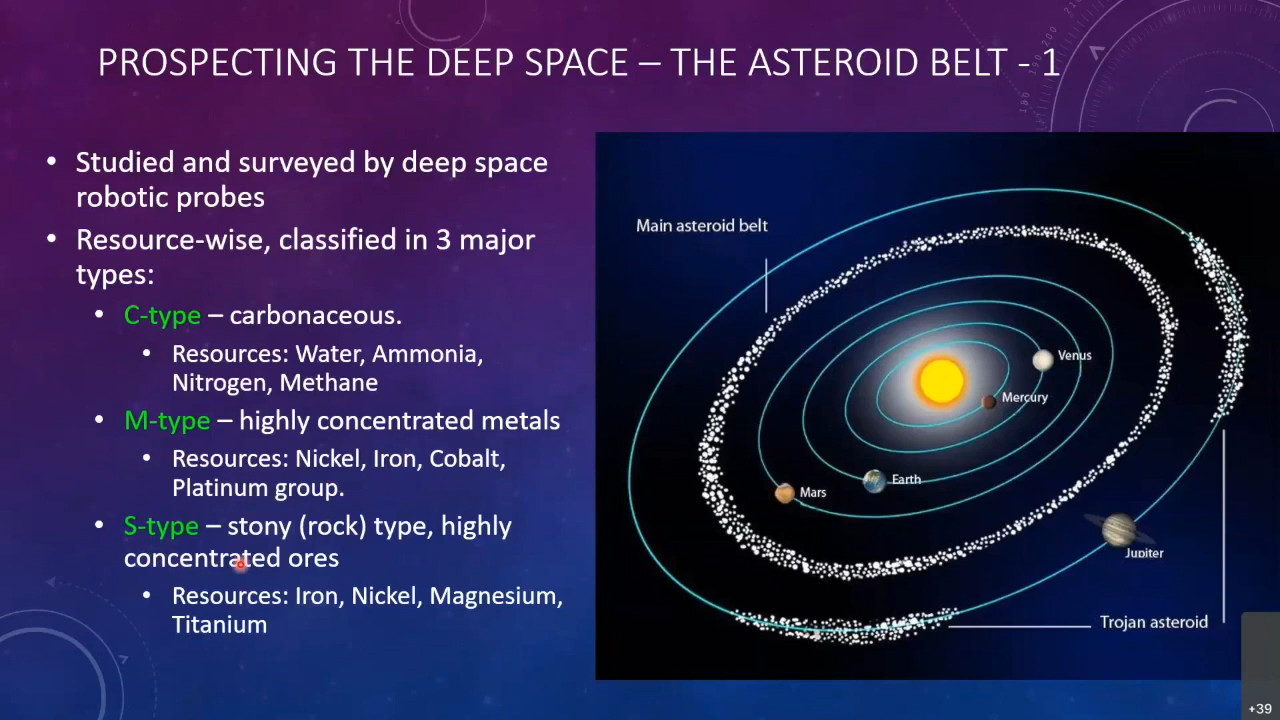 PROSPECTING THE DEEP SPACE – THE ASTEROID BELT - 1
• Studied and surveyed by deep space
robotic probes
• Resource-wise, classified in 3 major
types:
• C-type – carbonaceous.
• Resources: Water, Ammonia,
Nitrogen, Methane
• M-type – highly concentrated metals
• Resources: Nickel, Iron, Cobalt,
Platinum group.
• S-type – stony (rock) type, highly
concentrated ores
• Resources: Iron, Nickel, Magnesium,
Titanium
Main asteroid belt
Venus
Mercury
Earth
Mars
Jupiter
Trojan asteroid
+39